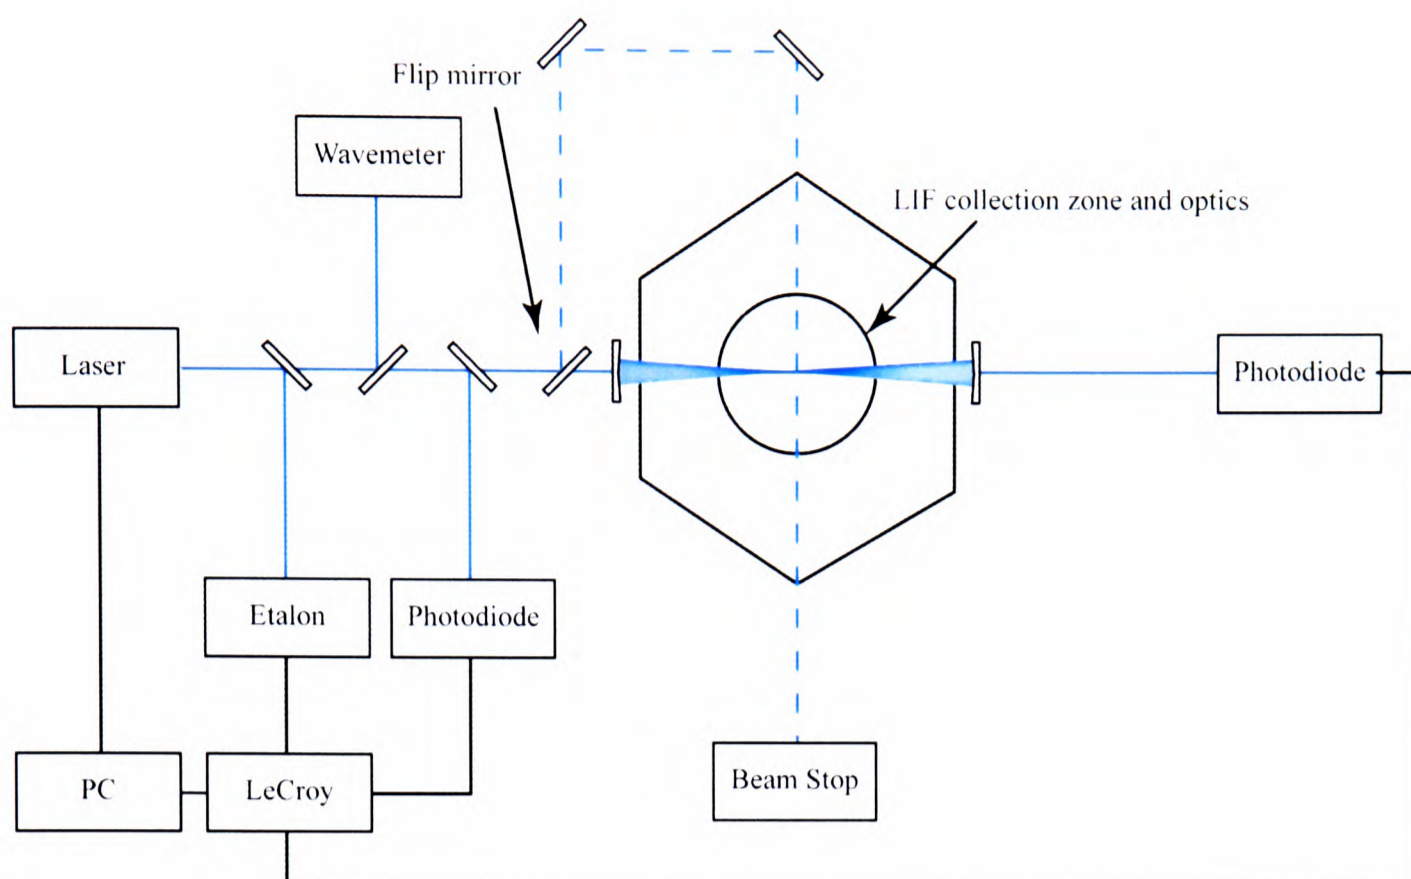 Flip mirror
Wavemeter
LIF collection zone and optics
Laser
Photodiode
Etalon
Photodiode
PC
LeCroy
Beam Stop